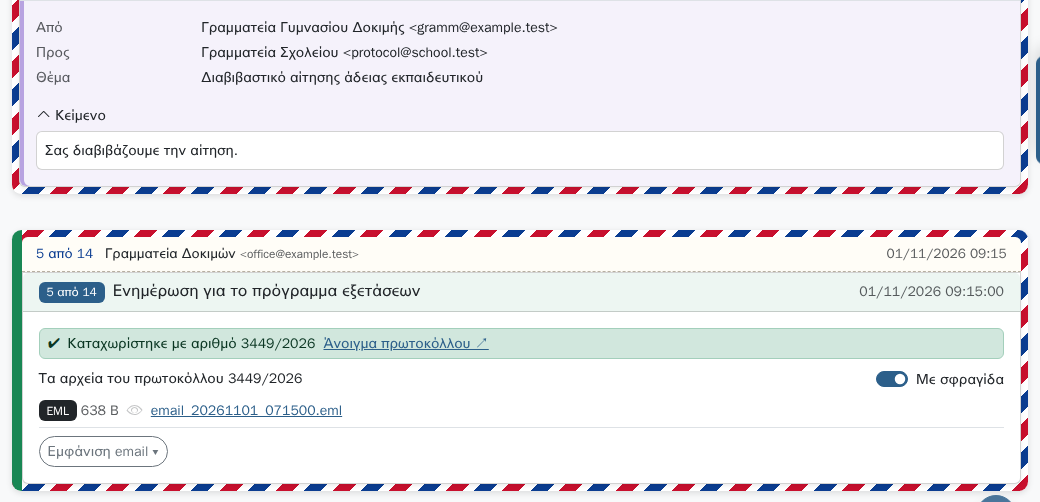 Από Γραμματεία Γυμνασίου Δοκιμής <gramm@example.test>
Προς Γραμματεία Σχολείου <protocol@school.test>
Θέμα Διαβιβαστικό αίτησης άδειας εκπαιδευτικού
Κείμενο
Σας διαβιβάζουμε την αίτηση.
5 από 14 Γραμματεία Δοκιμών <office@example.test> 01/11/2026 09:15
5 από 14 Ενημέρωση για το πρόγραμμα εξετάσεων 01/11/2026 09:15:00
✔ Καταχωρίστηκε με αριθμό 3449/2026 Άνοιγμα πρωτοκόλλου ↗
Τα αρχεία του πρωτοκόλλου 3449/2026 Με σφραγίδα
EML 638 B email_20261101_071500.eml
Εμφάνιση email ▾